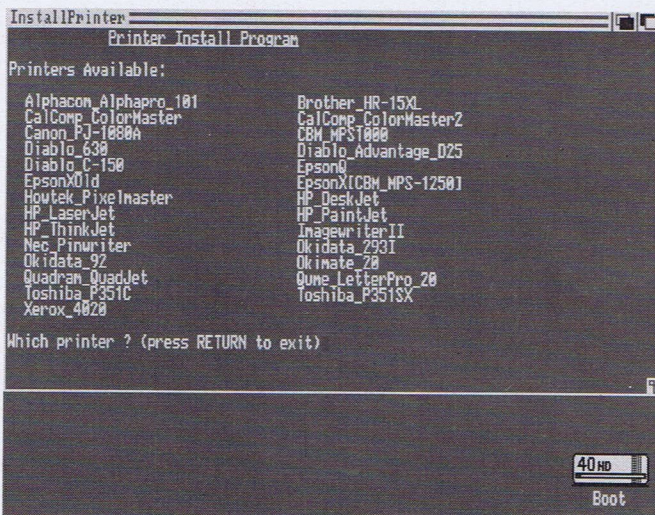 InstallPrinter
Printer Install Program
Printers Available:
Alphacom_Alphapro_101 Brother_HR-15XL
CalComp_ColorMaster CalComp_ColorMaster2
Canon_PJ-1080A CBM_MPS1000
Diablo_630 Diablo_Advantage_D25
Diablo_C-150 EpsonQ
EpsonXOld EpsonX[CBM_MPS-1250]
Howtek_Pixelmaster HP_DeskJet
HP_LaserJet HP_PaintJet
HP_ThinkJet ImagewriterII
Nec_Pinwriter Okidata_293I
Okidata_92 Okimate_20
Quadram_QuadJet Qume_LetterPro_20
Toshiba_P351C Toshiba_P351SX
Xerox_4020
Which printer ? (press RETURN to exit)
40 HD
Boot